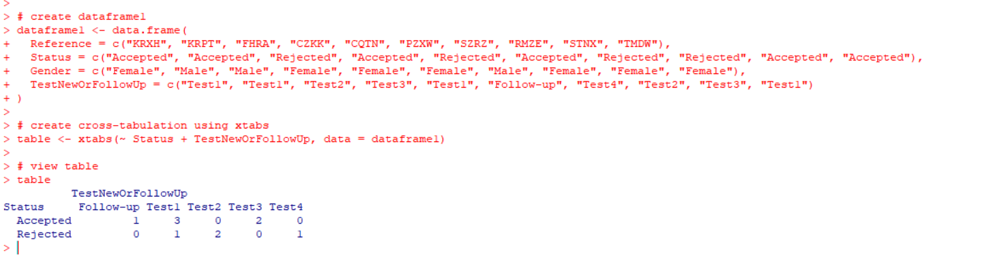 >
> # create dataframe1
> dataframe1 <- data.frame(
+   Reference = c("KRXH", "KRPT", "FHRA", "CZKK", "CQTN", "PZXW", "SZRZ", "RMZE", "STNX", "TMDW"),
+   Status = c("Accepted", "Accepted", "Rejected", "Accepted", "Rejected", "Accepted", "Rejected", "Rejected", "Accepted", "Accepted"),
+   Gender = c("Female", "Male", "Male", "Female", "Female", "Female", "Male", "Female", "Female", "Female"),
+   TestNewOrFollowUp = c("Test1", "Test1", "Test2", "Test3", "Test1", "Follow-up", "Test4", "Test2", "Test3", "Test1")
+ )
>
> # create cross-tabulation using xtabs
> table <- xtabs(~ Status + TestNewOrFollowUp, data = dataframe1)
>
> # view table
> table
          TestNewOrFollowUp
Status     Follow-up Test1 Test2 Test3 Test4
  Accepted         1     3     0     2     0
  Rejected         0     1     2     0     1
>